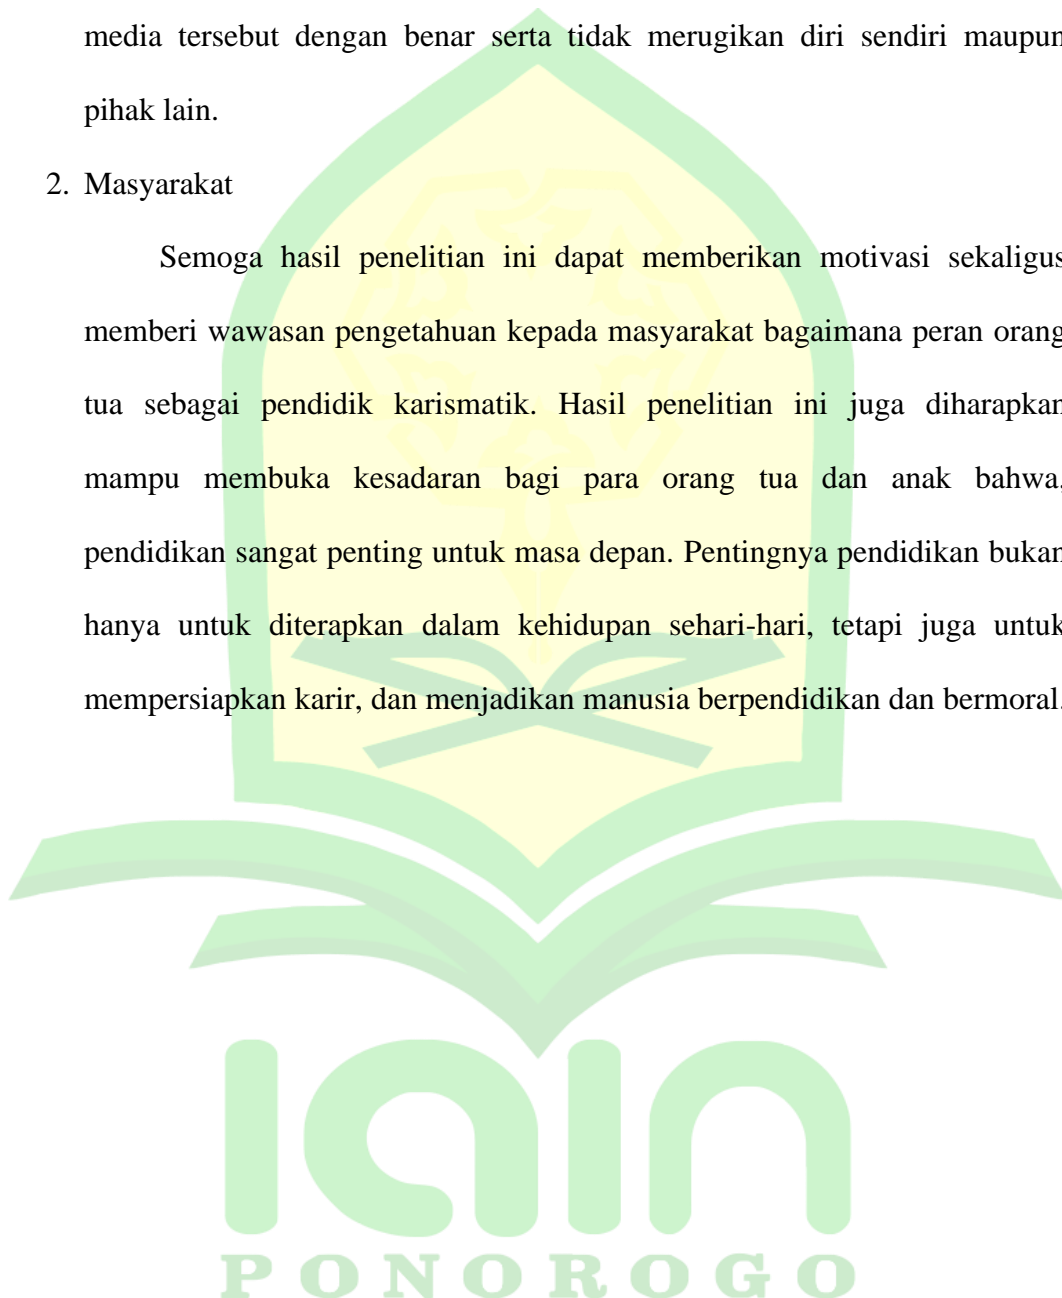 media tersebut dengan benar serta tidak merugikan diri sendiri maupun
pihak lain.
2. Masyarakat
Semoga hasil penelitian ini dapat memberikan motivasi sekaligus
memberi wawasan pengetahuan kepada masyarakat bagaimana peran orang
tua sebagai pendidik karismatik. Hasil penelitian ini juga diharapkan
mampu membuka kesadaran bagi para orang tua dan anak bahwa,
pendidikan sangat penting untuk masa depan. Pentingnya pendidikan bukan
hanya untuk diterapkan dalam kehidupan sehari-hari, tetapi juga untuk
mempersiapkan karir, dan menjadikan manusia berpendidikan dan bermoral.
iain
PONOROGO